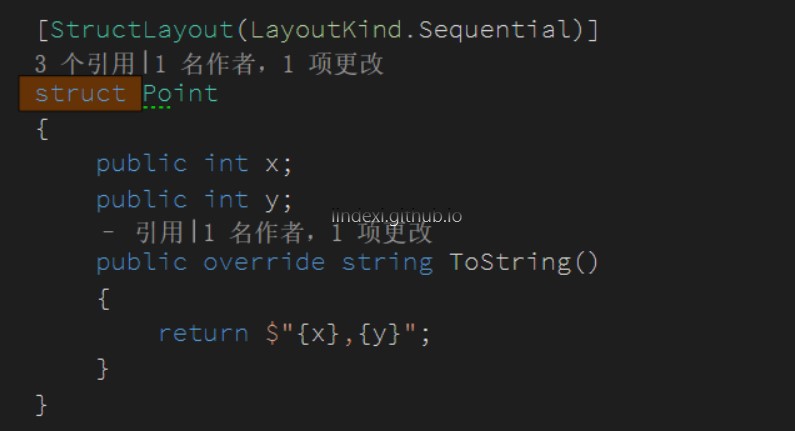 [StructLayout(LayoutKind.Sequential)]
3 个引用|1 名作者，1 项更改
struct Point
{
public int x;
public int y;
lindexi.github.io
- 引用|1 名作者，1 项更改
public override string ToString()
{
return $"{x},{y}";
}
}